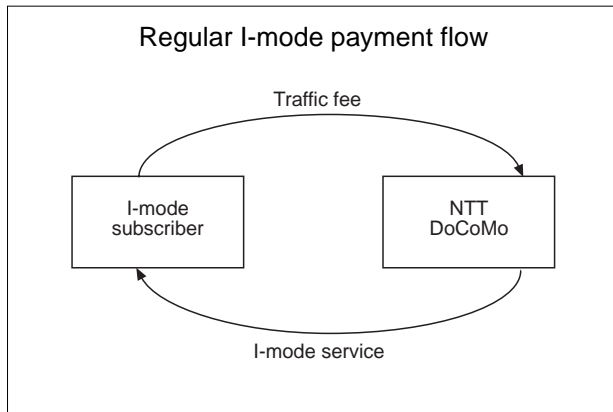 Regular I-mode payment flow
Traffic fee
I-mode
subscriber
NTT
DoCoMo
I-mode service